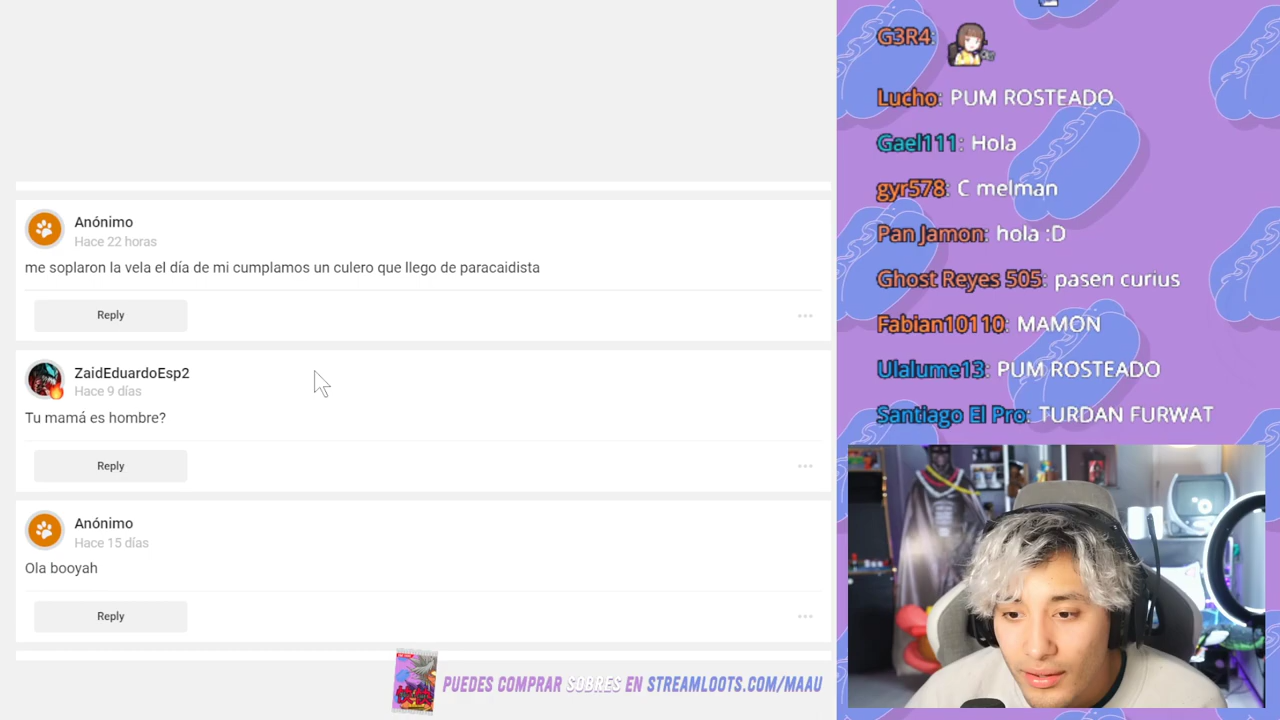 Anónimo
Hace 22 horas
me soplaron la vela el día de mi cumplamos un culero que llego de paracaidista
Reply
ZaidEduardoEsp2
Hace 9 días
Tu mamá es hombre?
Reply
Anónimo
Hace 15 días
Ola booyah
Reply
PUEDES COMPRAR SOBRES EN STREAMLOOTS.COM/MAAU
G3R4:
Lucho: PUM ROSTEADO
Gael111: Hola
gyr578: C melman
Pan Jamon: hola :D
Ghost Reyes 505: pasen curius
Fabian10110: MAMON
Ulalume13: PUM ROSTEADO
Santiago El Pro: TURDAN FURWAT